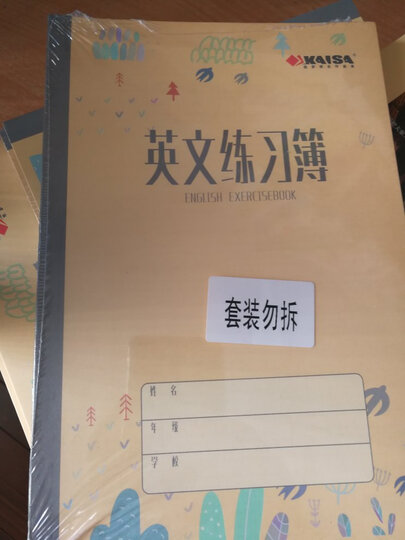 KAISA
英文练习簿
ENGLISH EXERCISEBOOK
套装勿拆
姓 名
年 级
学 校